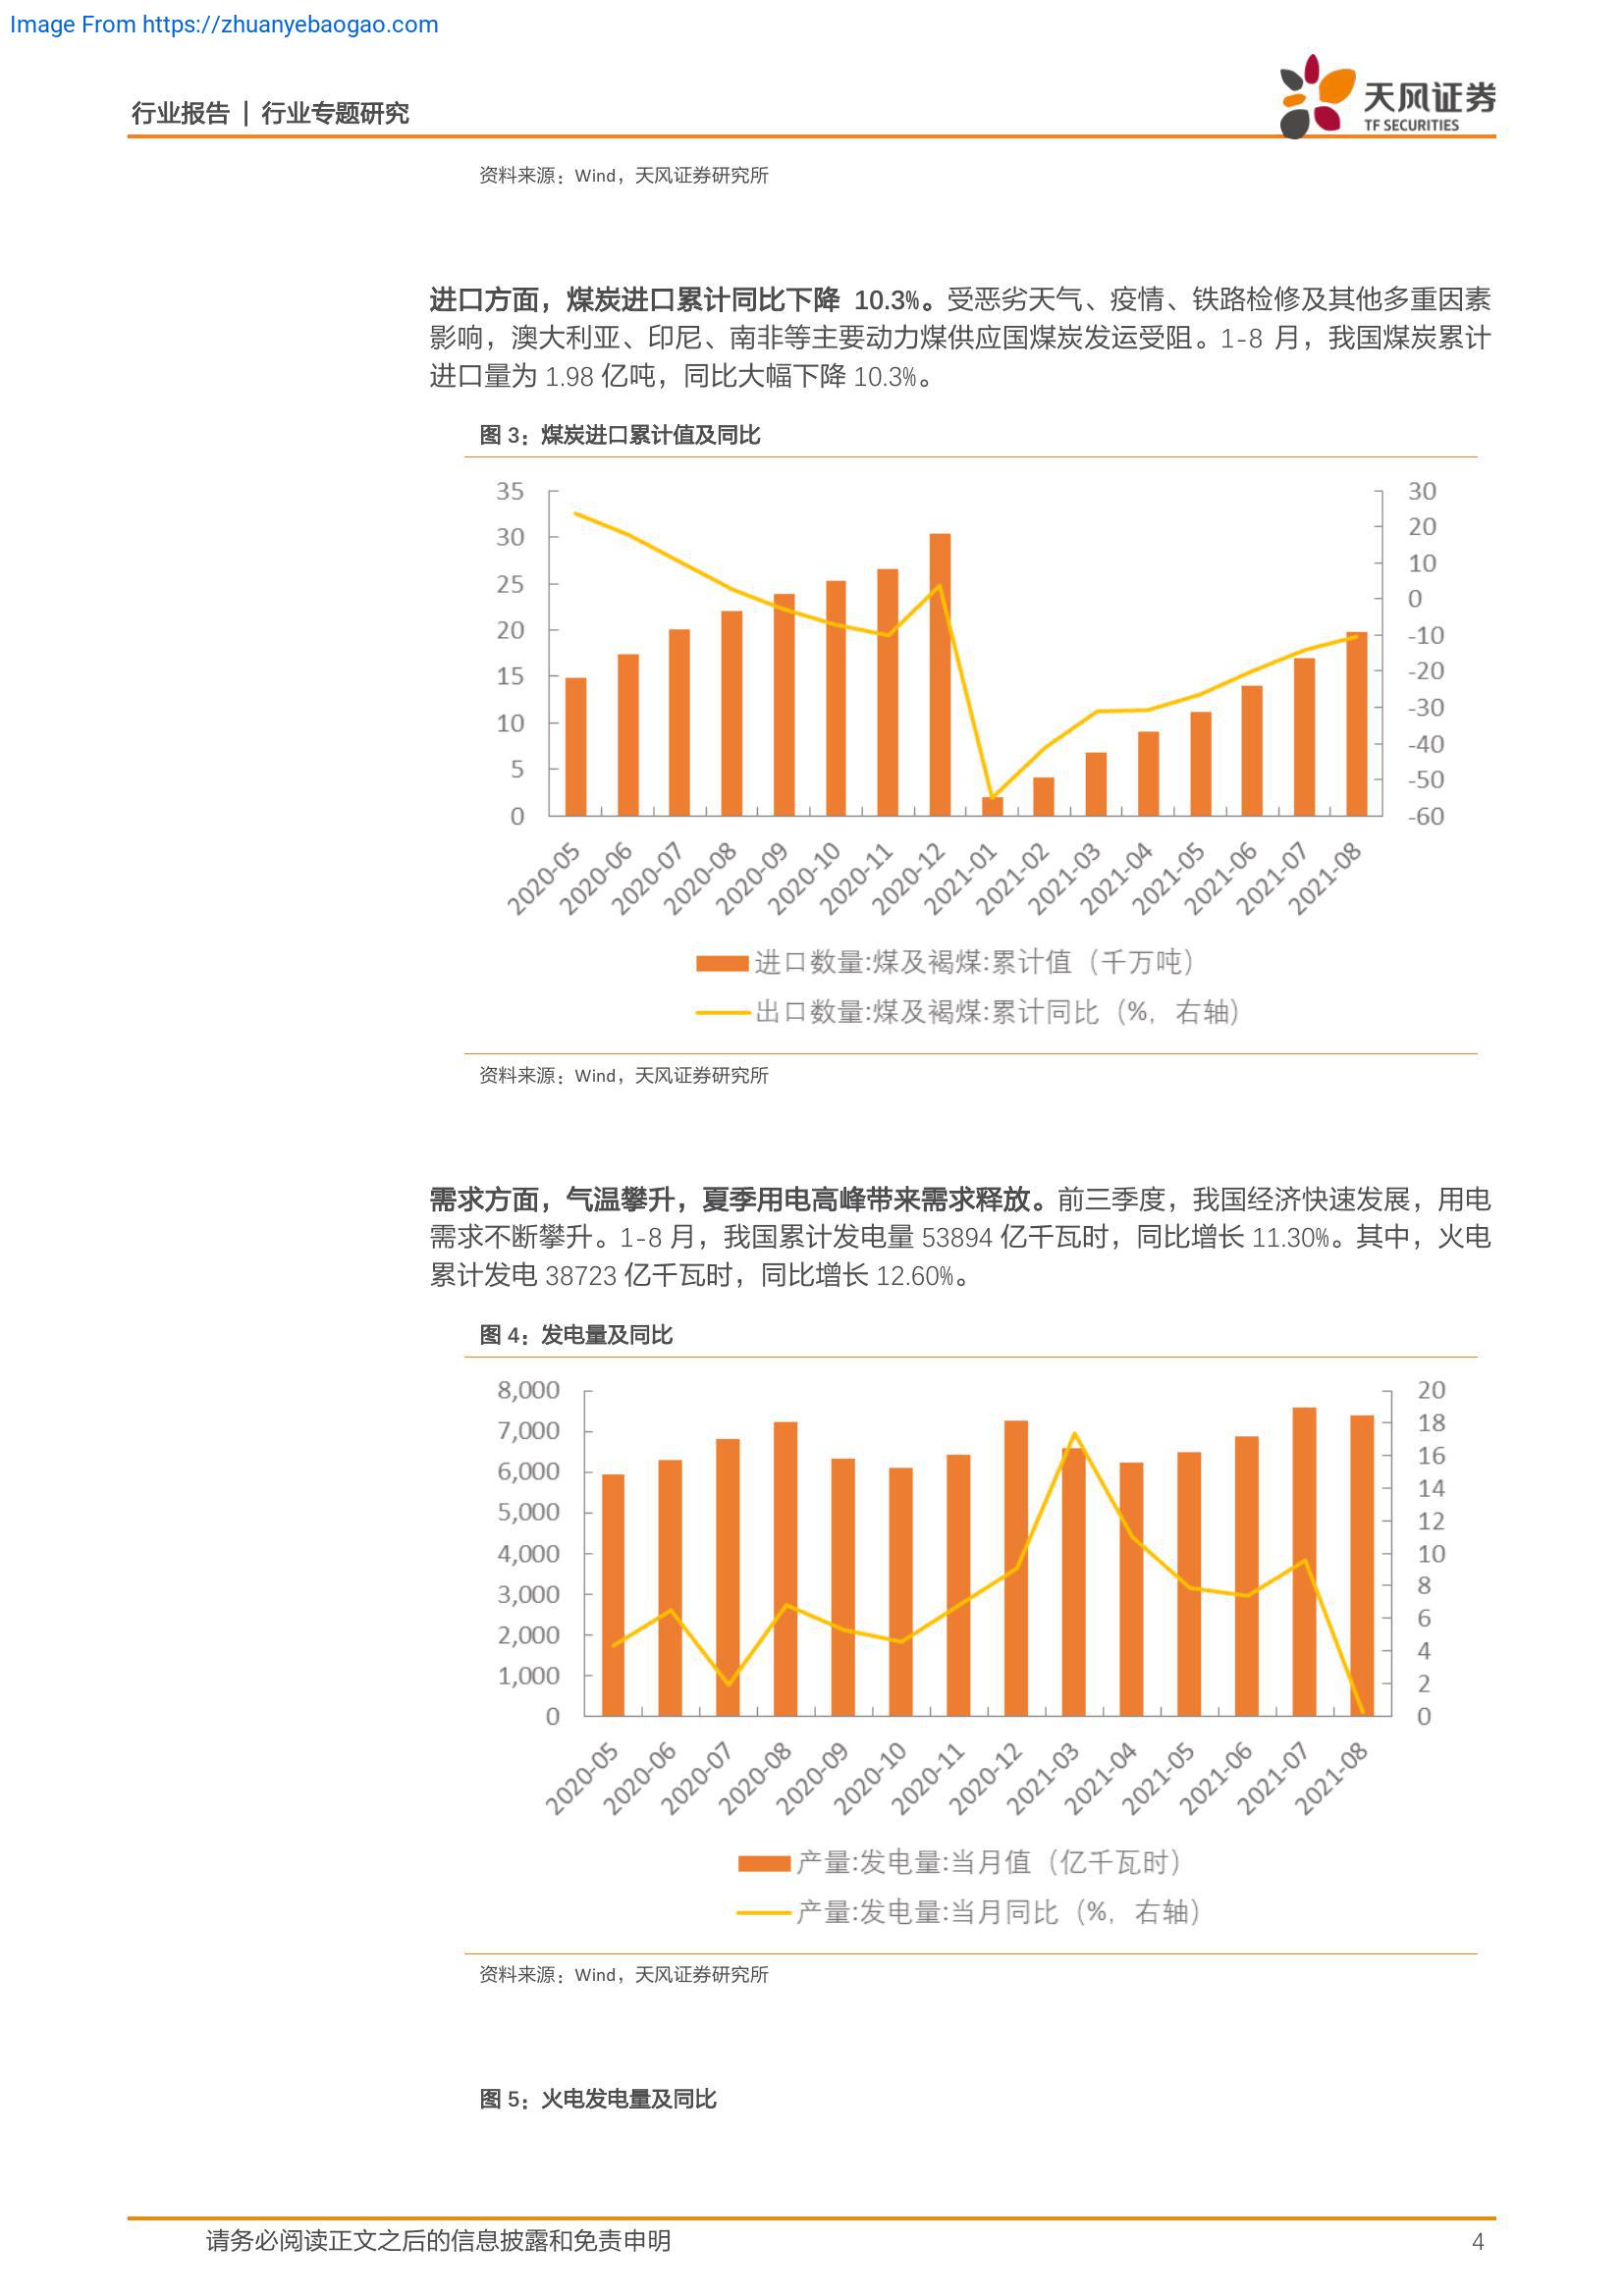 Image From https://zhuanyebaogao.com
行业报告 | 行业专题研究
天风证券
TF SECURITIES
资料来源：Wind，天风证券研究所
进口方面，煤炭进口累计同比下降 10.3%。受恶劣天气、疫情、铁路检修及其他多重因素
影响，澳大利亚、印尼、南非等主要动力煤供应国煤炭发运受阻。1-8 月，我国煤炭累计
进口量为 1.98 亿吨，同比大幅下降 10.3%。
图 3：煤炭进口累计值及同比
35
30
25
20
15
10
5
0
30
20
10
0
-10
-20
-30
-40
-50
-60
2020-05 2020-06 2020-07 2020-08 2020-09 2020-10 2020-11 2020-12 2021-01 2021-02 2021-03 2021-04 2021-05 2021-06 2021-07 2021-08
进口数量:煤及褐煤:累计值（千万吨）
出口数量:煤及褐煤:累计同比（%，右轴）
资料来源：Wind，天风证券研究所
需求方面，气温攀升，夏季用电高峰带来需求释放。前三季度，我国经济快速发展，用电
需求不断攀升。1-8 月，我国累计发电量 53894 亿千瓦时，同比增长 11.30%。其中，火电
累计发电 38723 亿千瓦时，同比增长 12.60%。
图 4：发电量及同比
8,000
7,000
6,000
5,000
4,000
3,000
2,000
1,000
0
20
18
16
14
12
10
8
6
4
2
0
2020-05 2020-06 2020-07 2020-08 2020-09 2020-10 2020-11 2020-12 2021-03 2021-04 2021-05 2021-06 2021-07 2021-08
产量:发电量:当月值（亿千瓦时）
产量:发电量:当月同比（%，右轴）
资料来源：Wind，天风证券研究所
图 5：火电发电量及同比
请务必阅读正文之后的信息披露和免责申明
4